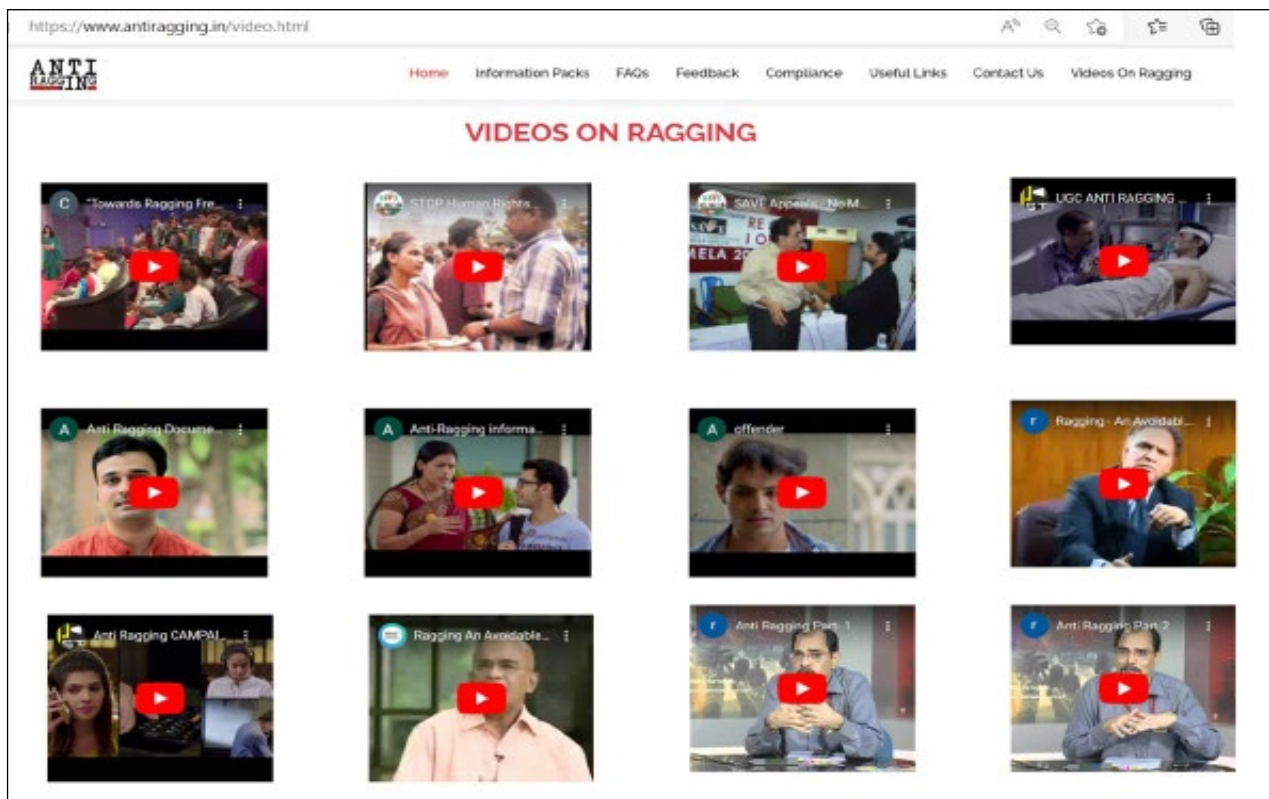 https://www.antiragging.in/video.html
ANTI
RAGGING
Home Information Packs FAQs Feedback Compliance Useful Links Contact Us Videos On Ragging
VIDEOS ON RAGGING
C "Towards Ragging Fre...
STOP Human Rights ...
SAVE Appeals - No M...
UGC ANTI RAGGING ...
RE
MELA 20
A Anti Ragging Docume...
A Anti-Ragging informa...
A offender
r Ragging - An Avoidabl...
Anti Ragging CAMPAI...
Ragging An Avoidable...
r Anti Ragging Part- 1
r Anti Ragging Part-2